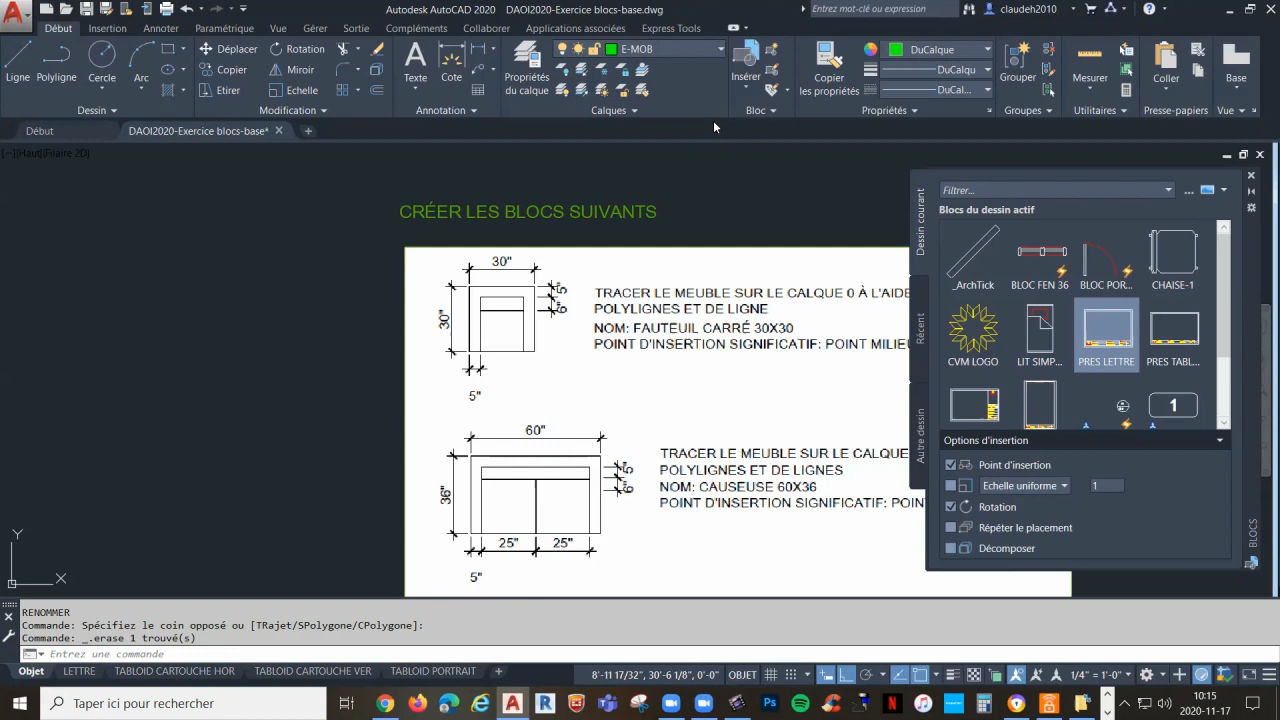 Autodesk AutoCAD 2020 DAOI2020-Exercice blocs-base.dwg
Entrez mot-clé ou expression
claudeh2010
Début Insertion Annoter Paramétrique Vue Gérer Sortie Compléments Collaborer Applications associées Express Tools
Ligne Polyligne Cercle Arc
Déplacer Rotation
Copier Miroir
Etirer Echelle
Texte Cote
Propriétés du calque
E-MOB
Insérer
Copier les propriétés
DuCalque
DuCalqu
DuCal...
Grouper Mesurer Coller Base
Dessin Modification Annotation Calques Bloc Propriétés Groupes Utilitaires Presse-papiers Vue
Début DAOI2020-Exercice blocs-base*
[−][Haut][Filaire 2D]
CRÉER LES BLOCS SUIVANTS
30"
5"
6"
30"
5"
TRACER LE MEUBLE SUR LE CALQUE 0 À L'AIDE
POLYLIGNES ET DE LIGNE
NOM: FAUTEUIL CARRÉ 30X30
POINT D'INSERTION SIGNIFICATIF: POINT MILIEU
60"
5"
6"
36"
25" 25"
5"
TRACER LE MEUBLE SUR LE CALQUE
POLYLIGNES ET DE LIGNES
NOM: CAUSEUSE 60X36
POINT D'INSERTION SIGNIFICATIF: POINT
Filtrer...
Blocs du dessin actif
Dessin courant
Récent
Autre dessin
_ArchTick BLOC FEN 36 BLOC POR... CHAISE-1
CVM LOGO LIT SIMP... PRES LETTRE PRES TABL...
1
Options d'insertion
Point d'insertion
Echelle uniforme 1
Rotation
Répéter le placement
Décomposer
BLOCS
Y
X
RENOMMER
Commande: Spécifiez le coin opposé ou [TRajet/SPolygone/CPolygone]:
Commande: _.erase 1 trouvé(s)
Entrez une commande
Objet LETTRE TABLOID CARTOUCHE HOR TABLOID CARTOUCHE VER TABLOID PORTRAIT
8'-11 17/32", 30'-6 1/8", 0'-0" OBJET
1/4" = 1'-0"
Taper ici pour rechercher
10:15
2020-11-17